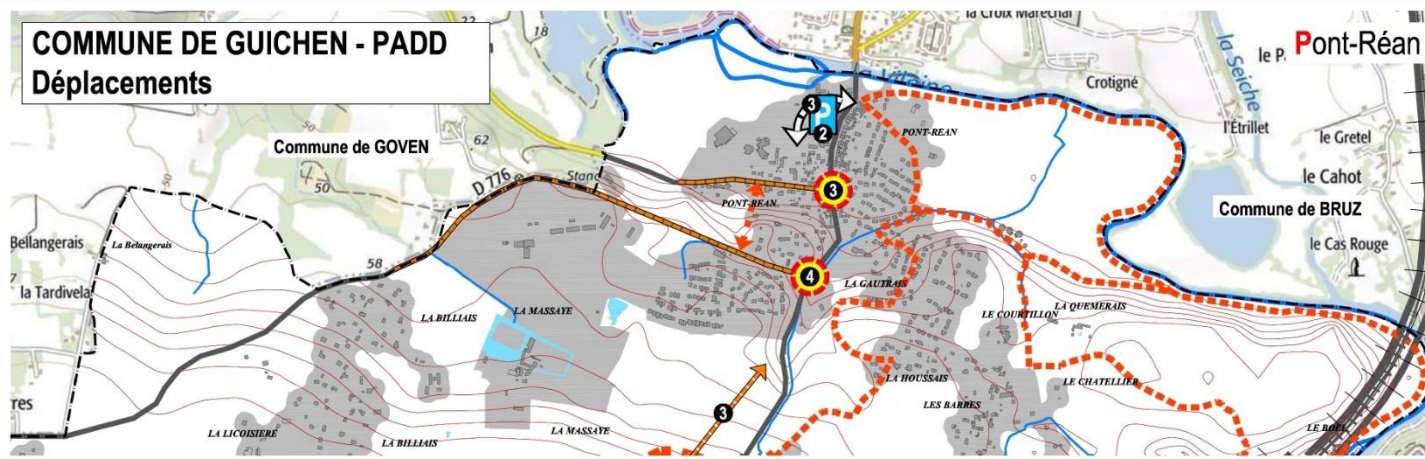 COMMUNE DE GUICHEN - PADD
Déplacements
22
18
la Croix Maréchal
la Seiche
le P
Pont-Réan
Crotigné
la Vilaine
3
P
2
l'Étrillet
le Gretel
62
50
Commune de GOVEN
50
D 776
Stand
PONT-REAN
3
PONT-REAN
le Cahot
Commune de BRUZ
le Cas Rouge
Bellangerais
La Belangerais
58
la Tardivela
4
LA GAUTRAIS
LA QUEMERAIS
LE COURTILLON
LA BILLIAIS
LA MASSAYE
LA HOUSSAIS
LE CHATELLIER
LES BARRES
3
res
LA LICOISIERE
LA BILLIAIS
LA MASSAYE
LE BOEL